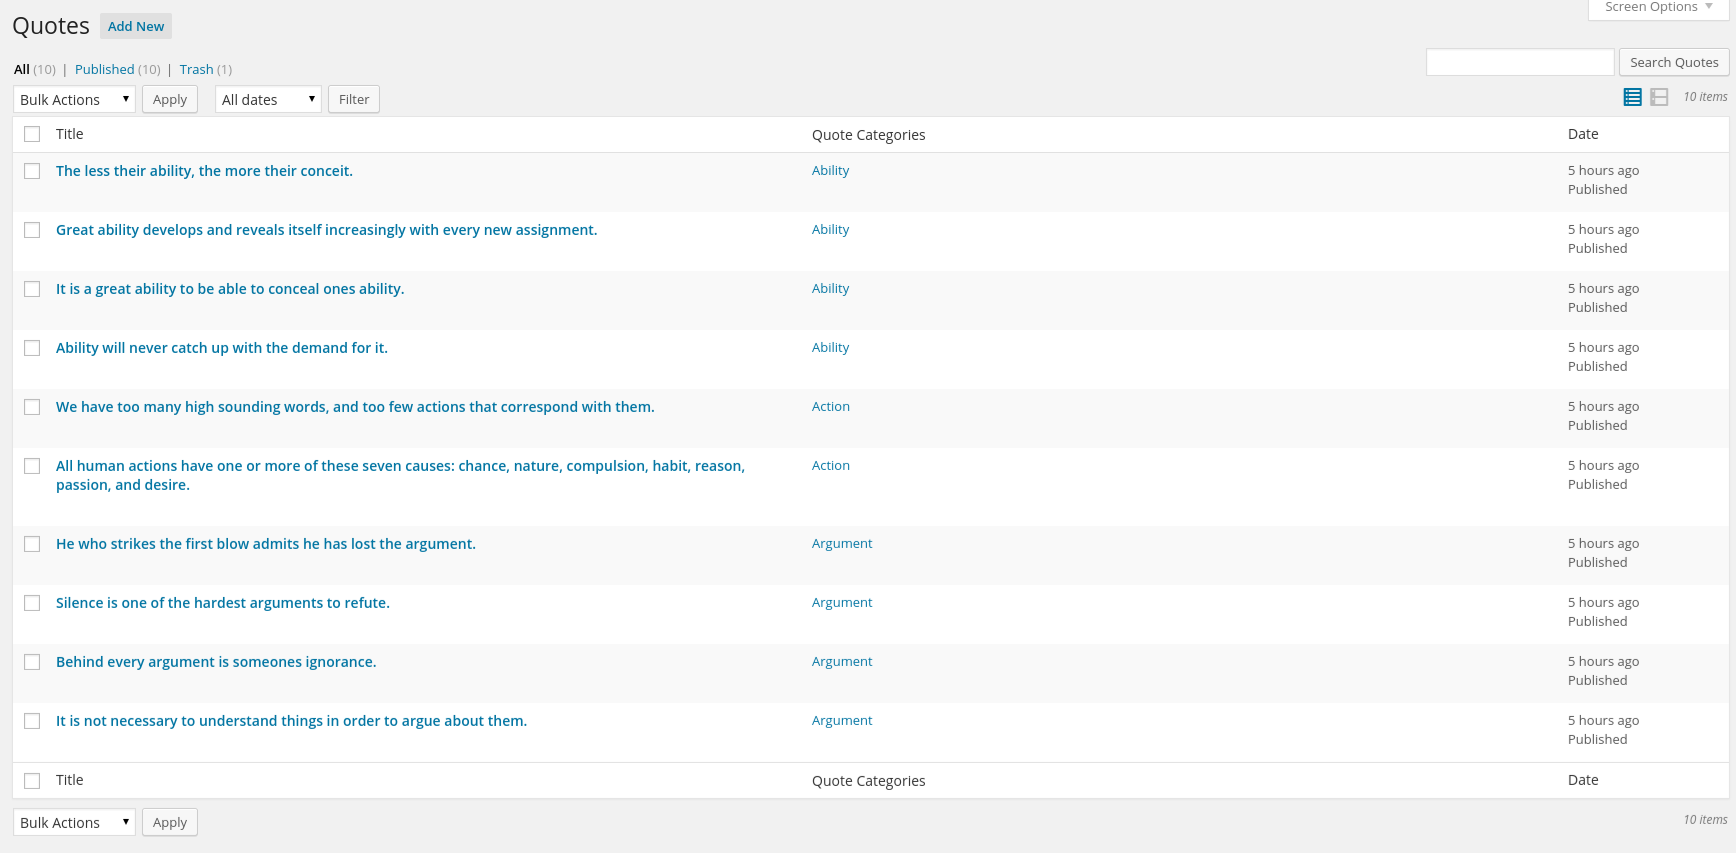 Screen Options
Quotes Add New
All (10) | Published (10) | Trash (1)
Search Quotes
Bulk Actions Apply All dates Filter 10 items
Title Quote Categories Date
The less their ability, the more their conceit. Ability 5 hours ago
Published
Great ability develops and reveals itself increasingly with every new assignment. Ability 5 hours ago
Published
It is a great ability to be able to conceal ones ability. Ability 5 hours ago
Published
Ability will never catch up with the demand for it. Ability 5 hours ago
Published
We have too many high sounding words, and too few actions that correspond with them. Action 5 hours ago
Published
All human actions have one or more of these seven causes: chance, nature, compulsion, habit, reason, Action 5 hours ago
passion, and desire. Published
He who strikes the first blow admits he has lost the argument. Argument 5 hours ago
Published
Silence is one of the hardest arguments to refute. Argument 5 hours ago
Published
Behind every argument is someones ignorance. Argument 5 hours ago
Published
It is not necessary to understand things in order to argue about them. Argument 5 hours ago
Published
Title Quote Categories Date
Bulk Actions Apply 10 items